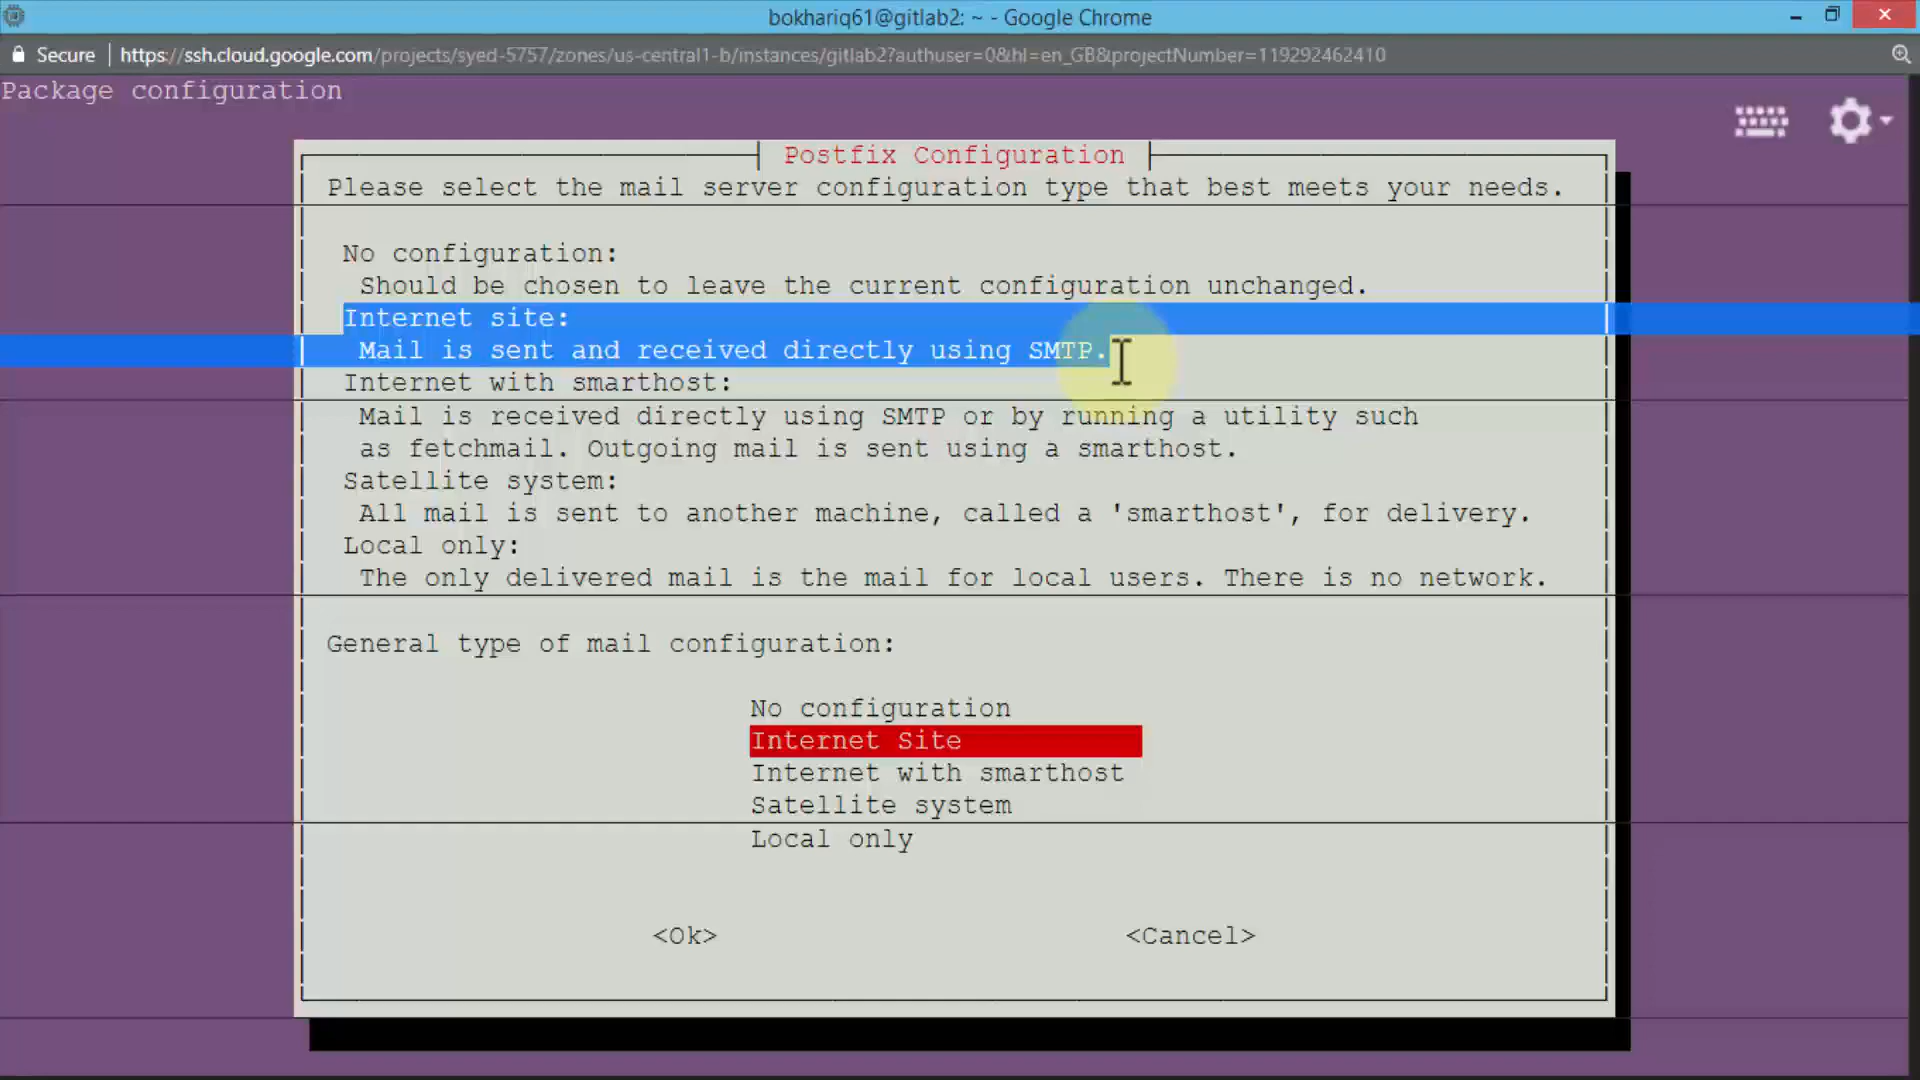 bokhariq61@gitlab2: ~ - Google Chrome
Secure https://ssh.cloud.google.com/projects/syed-5757/zones/us-central1-b/instances/gitlab2?authuser=0&hl=en_GB&projectNumber=119292462410
Package configuration
Postfix Configuration
Please select the mail server configuration type that best meets your needs.
No configuration:
Should be chosen to leave the current configuration unchanged.
Internet site:
Mail is sent and received directly using SMTP.
Internet with smarthost:
Mail is received directly using SMTP or by running a utility such
as fetchmail. Outgoing mail is sent using a smarthost.
Satellite system:
All mail is sent to another machine, called a 'smarthost', for delivery.
Local only:
The only delivered mail is the mail for local users. There is no network.
General type of mail configuration:
No configuration
Internet Site
Internet with smarthost
Satellite system
Local only
<Ok> <Cancel>